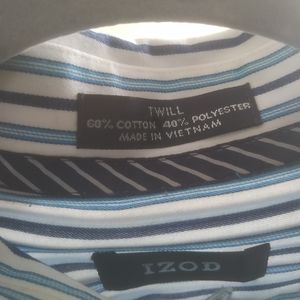 TWILL
60% COTTON 40% POLYESTER
MADE IN VIETNAM
IZOD